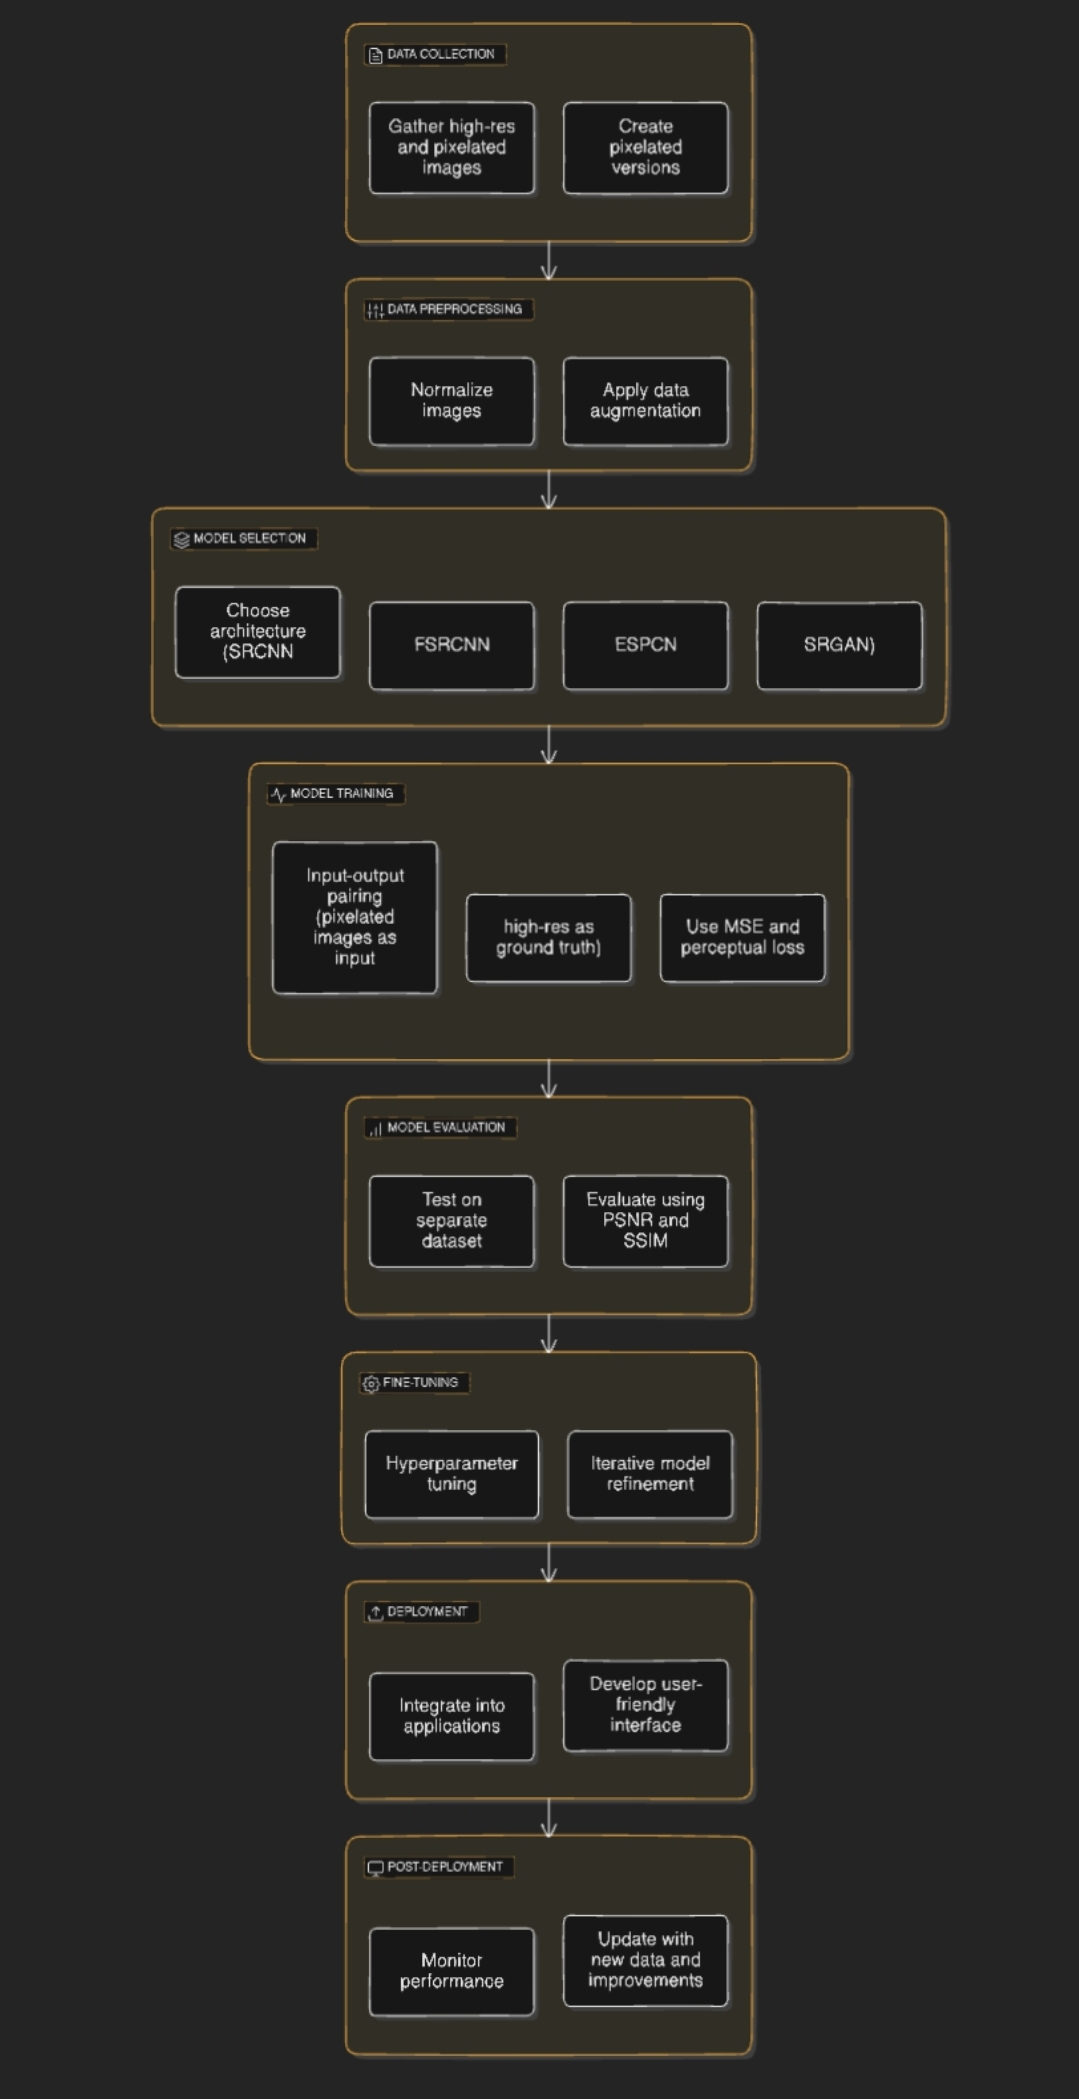 DATA COLLECTION
Gather high-res
and pixelated
images
Create
pixelated
versions
DATA PREPROCESSING
Normalize
images
Apply data
augmentation
MODEL SELECTION
Choose
architecture
(SRCNN
FSRCNN
ESPCN
SRGAN)
MODEL TRAINING
Input-output
pairing
(pixelated
images as
input
high-res as
ground truth)
Use MSE and
perceptual loss
MODEL EVALUATION
Test on
separate
dataset
Evaluate using
PSNR and
SSIM
FINE-TUNING
Hyperparameter
tuning
Iterative model
refinement
DEPLOYMENT
Integrate into
applications
Develop user-
friendly
interface
POST-DEPLOYMENT
Monitor
performance
Update with
new data and
improvements